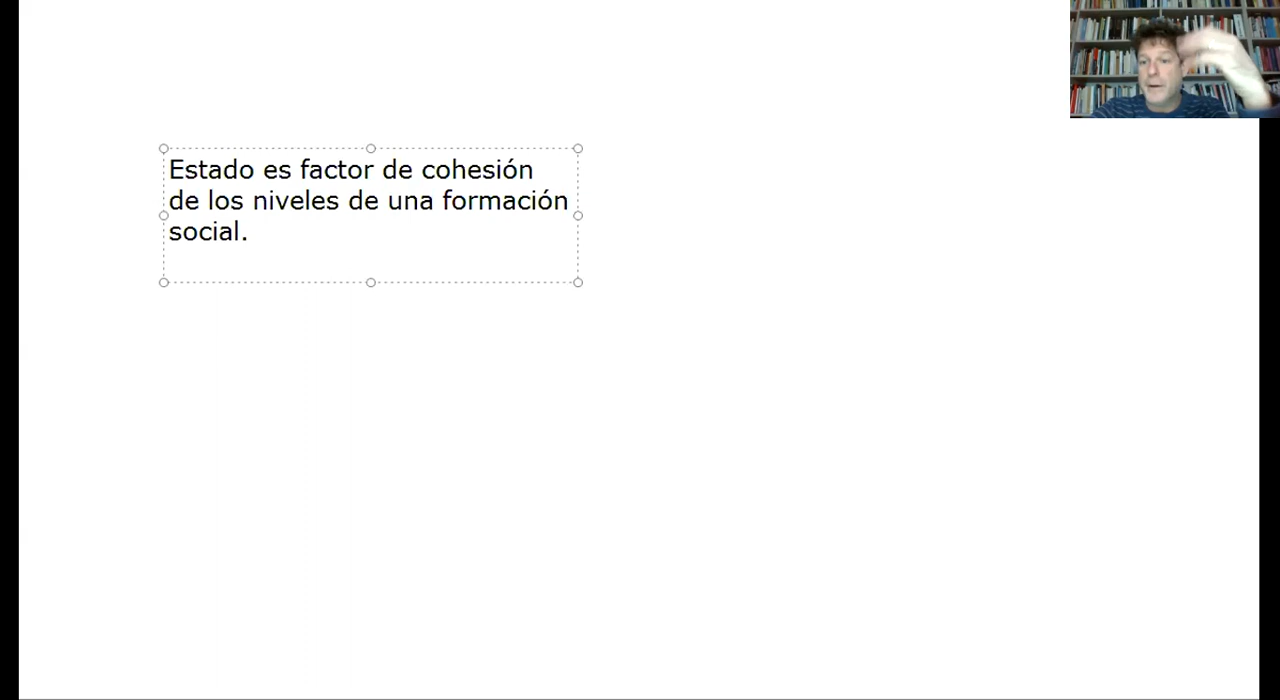 Estado es factor de cohesión
de los niveles de una formación
social.